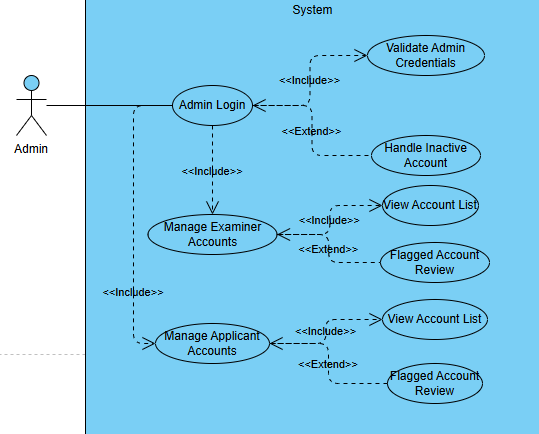 System
Validate Admin
Credentials
<<Include>>
Admin Login
<<Extend>>
Admin
Handle Inactive
Account
<<Include>>
View Account List
<<Include>>
Manage Examiner
Accounts
<<Extend>>
Flagged Account
Review
<<Include>>
View Account List
<<Include>>
Manage Applicant
Accounts
<<Extend>>
Flagged Account
Review